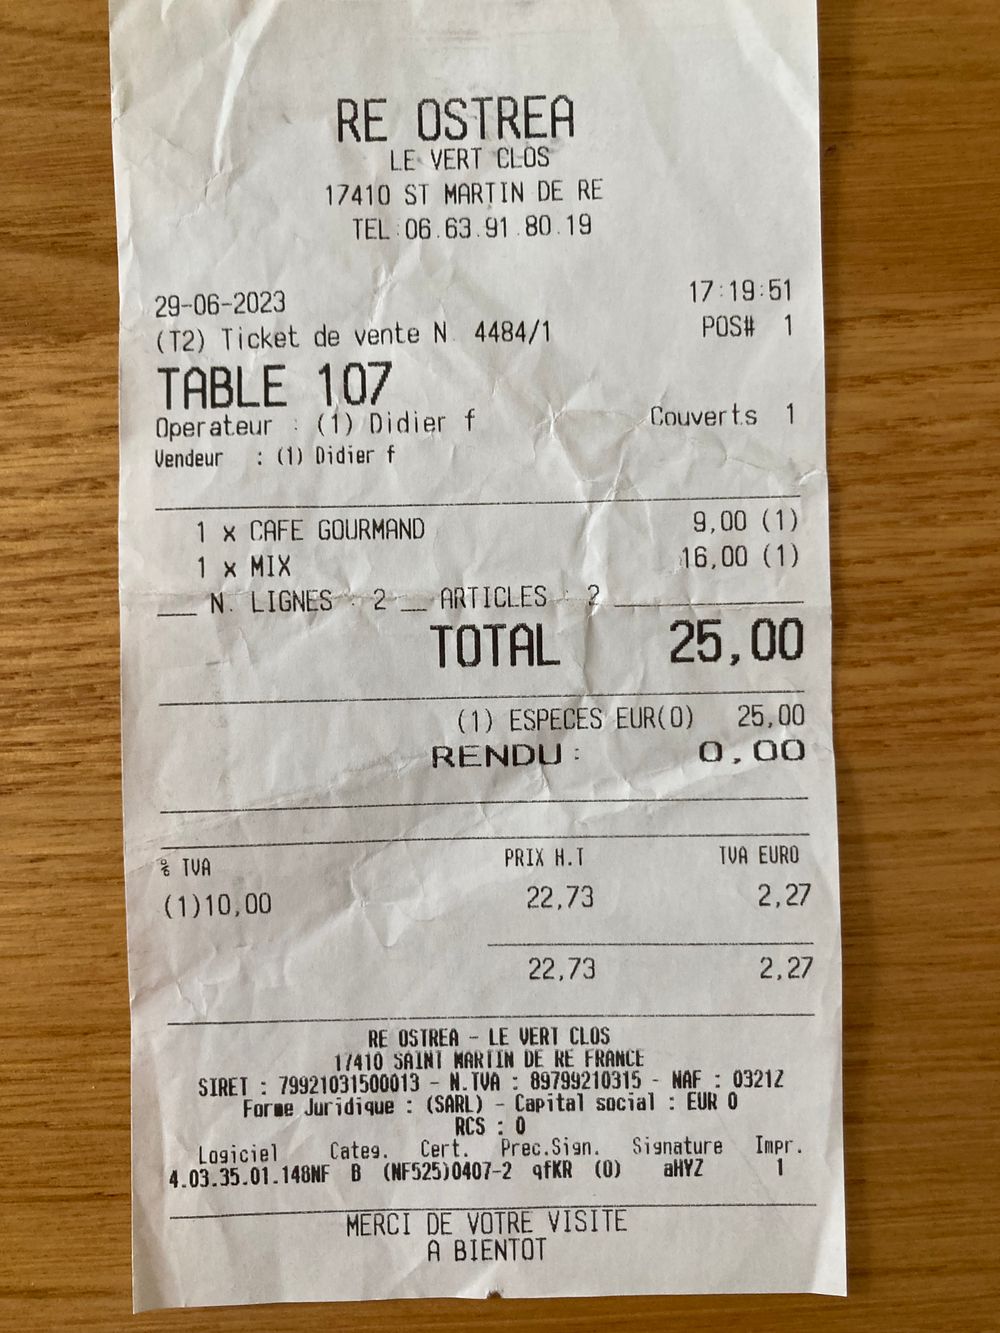 RE OSTREA
LE VERT CLOS
17410 ST MARTIN DE RE
TEL:06.63.91.80.19
29-06-2023 17:19:51
(T2) Ticket de vente N. 4484/1 POS# 1
TABLE 107
Operateur : (1) Didier f Couverts 1
Vendeur : (1) Didier f
1 x CAFE GOURMAND 9,00 (1)
1 x MIX 16,00 (1)
___ N. LIGNES : 2 __ ARTICLES : 2 ___
TOTAL 25,00
(1) ESPECES EUR(0) 25,00
RENDU: 0,00
% TVA PRIX H.T TVA EURO
(1)10,00 22,73 2,27
22,73 2,27
RE OSTREA - LE VERT CLOS
17410 SAINT MARTIN DE RE FRANCE
SIRET : 79921031500013 - N.TVA : 89799210315 - NAF : 0321Z
Forme Juridique : (SARL) - Capital social : EUR 0
RCS : 0
Logiciel Categ. Cert. Prec.Sign. Signature Impr.
4.03.35.01.148NF B (NF525)0407-2 qfKR (0) aHYZ 1
MERCI DE VOTRE VISITE
A BIENTOT